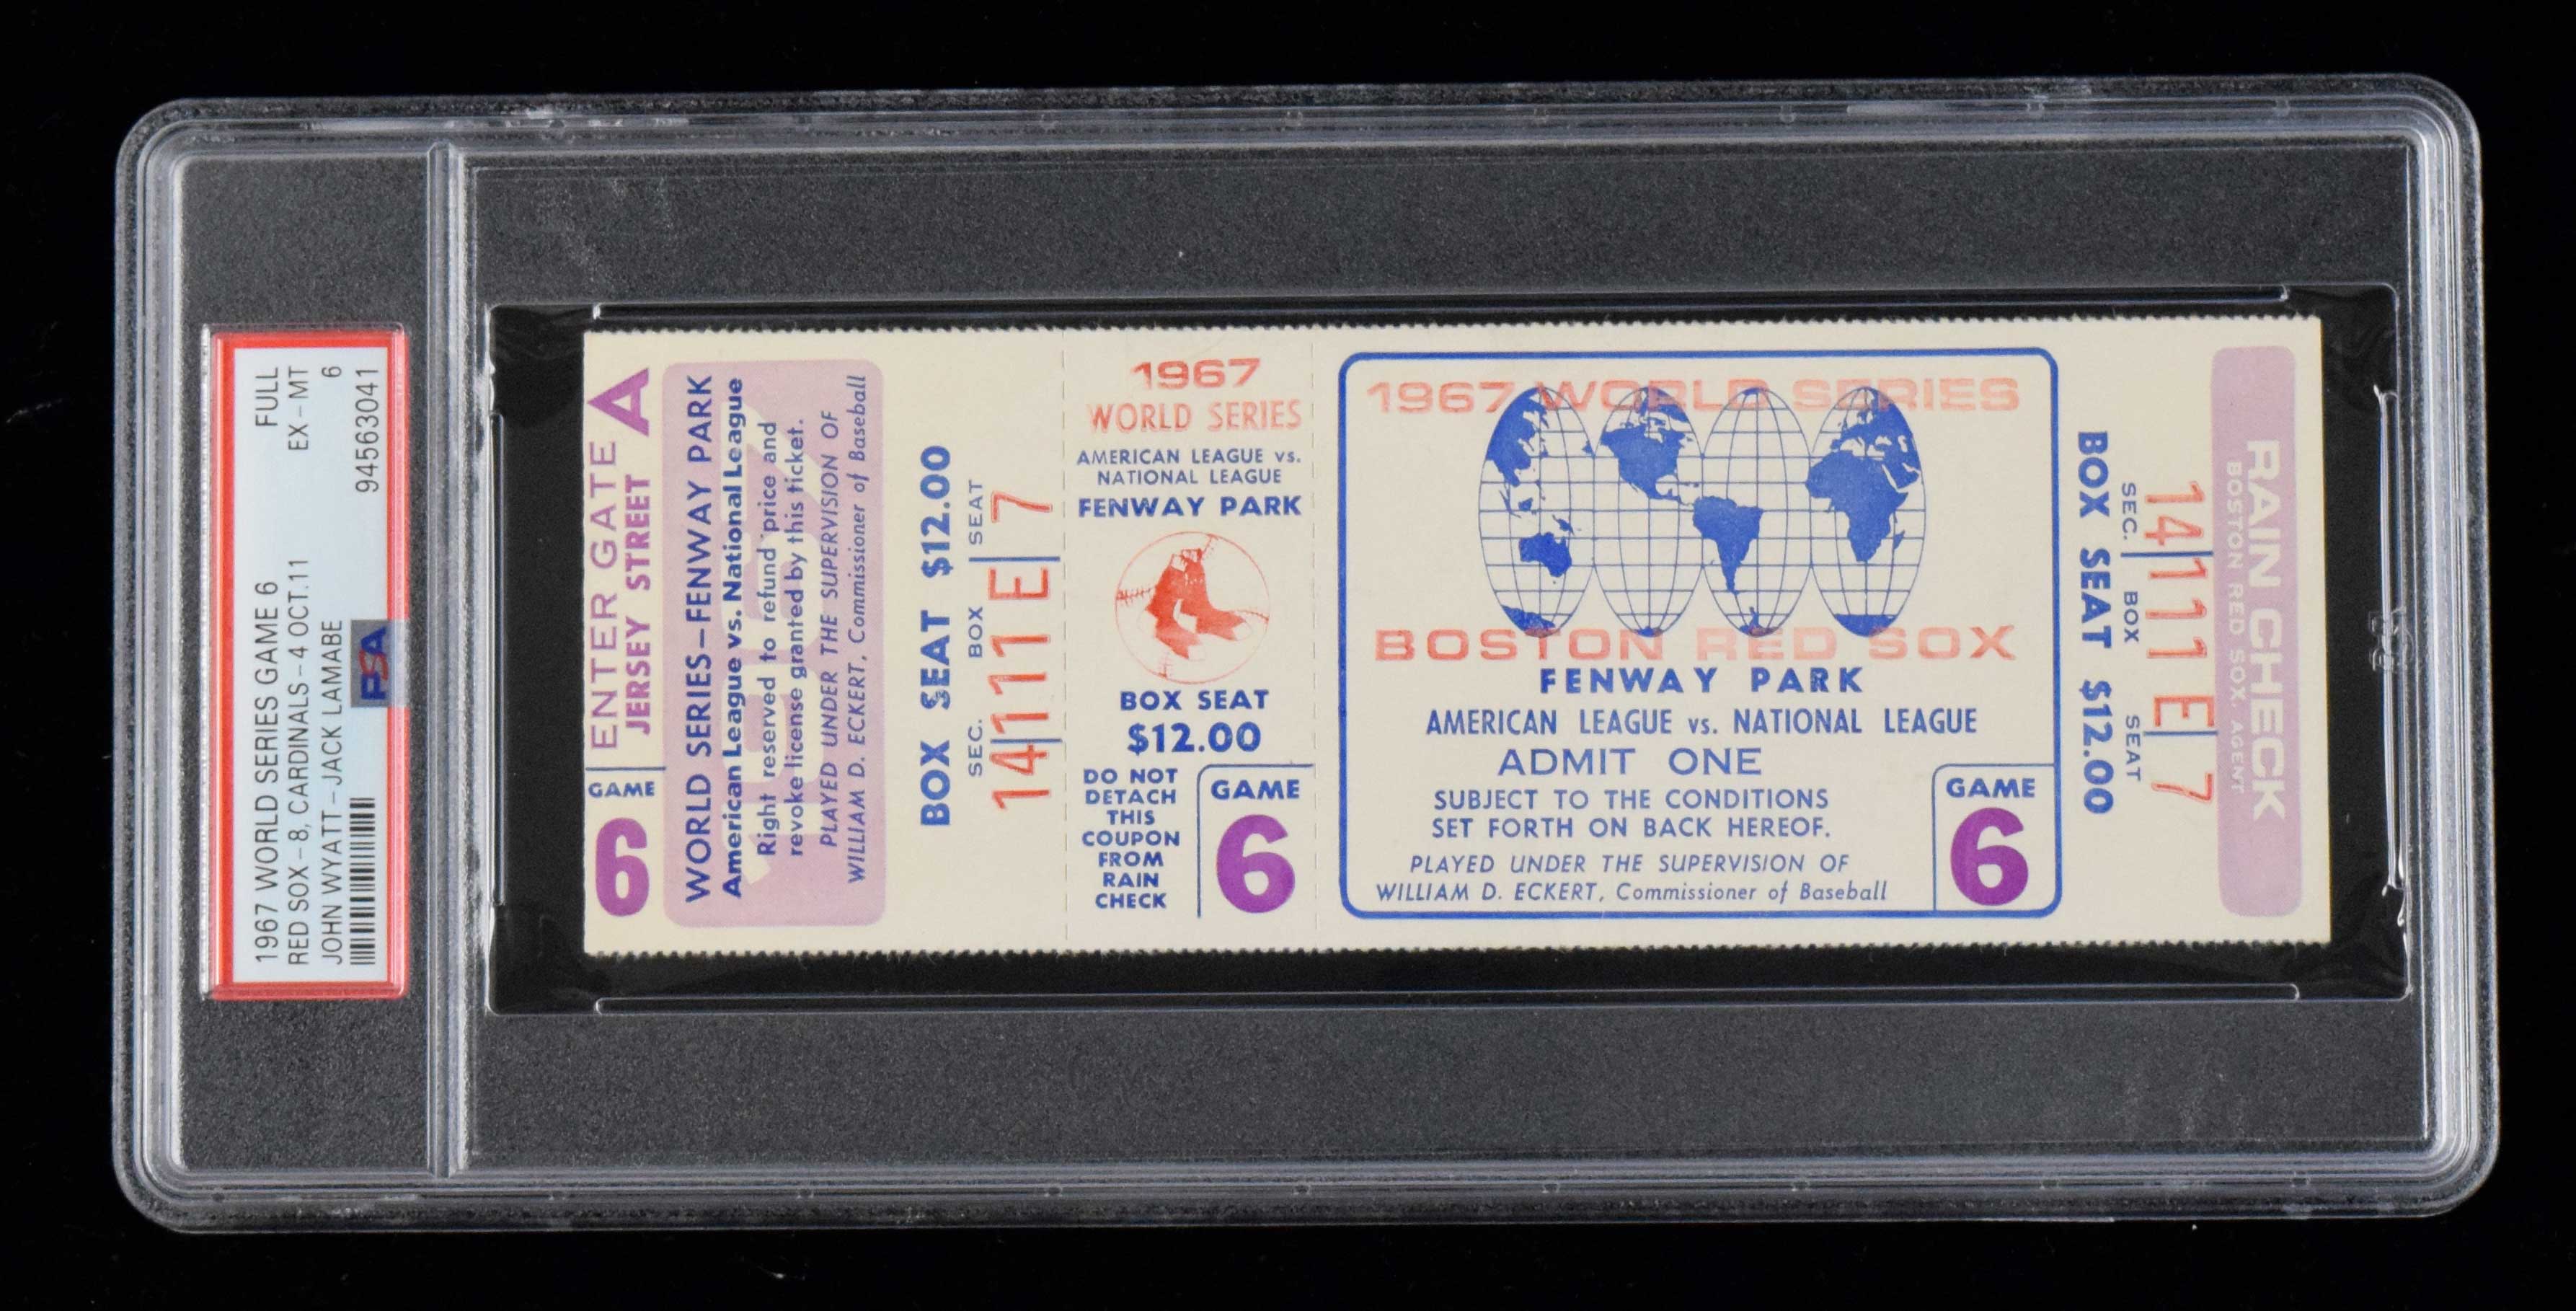 1967 WORLD SERIES GAME 6 FULL
RED SOX-8, CARDINALS-4 OCT.11 EX-MT
JOHN WYATT-JACK LAMABE 6
PSA 94563041
GAME
6
ENTER GATE
JERSEY STREET
A
WORLD SERIES-FENWAY PARK
American League vs. National League
Right reserved to refund price and
revoke license granted by this ticket.
PLAYED UNDER THE SUPERVISION OF
WILLIAM D. ECKERT, Commissioner of Baseball
1967
BOX SEAT $12.00
SEC. BOX SEAT
14 111 E 7
1967
WORLD SERIES
AMERICAN LEAGUE vs.
NATIONAL LEAGUE
FENWAY PARK
BOX SEAT
$12.00
DO NOT
DETACH
THIS
COUPON
FROM
RAIN
CHECK
GAME
6
1967 WORLD SERIES
BOSTON RED SOX
FENWAY PARK
AMERICAN LEAGUE vs. NATIONAL LEAGUE
ADMIT ONE
SUBJECT TO THE CONDITIONS
SET FORTH ON BACK HEREOF.
PLAYED UNDER THE SUPERVISION OF
WILLIAM D. ECKERT, Commissioner of Baseball
GAME
6
RAIN CHECK
BOSTON RED SOX, AGENT
14 111 E 7
SEC. BOX SEAT
BOX SEAT $12.00